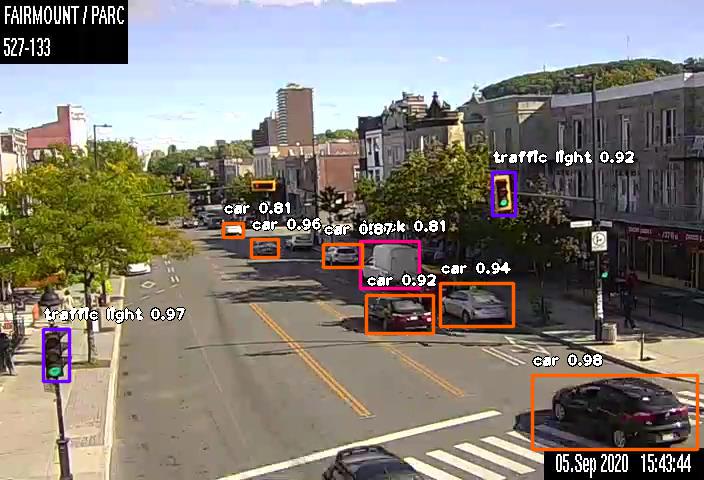 FAIRMOUNT / PARC
527-133
traffic light 0.92
car 0.81
car 0.96
car 0.87
0.81
car 0.92
car 0.94
traffic light 0.97
car 0.98
05.Sep 2020 15:43:44